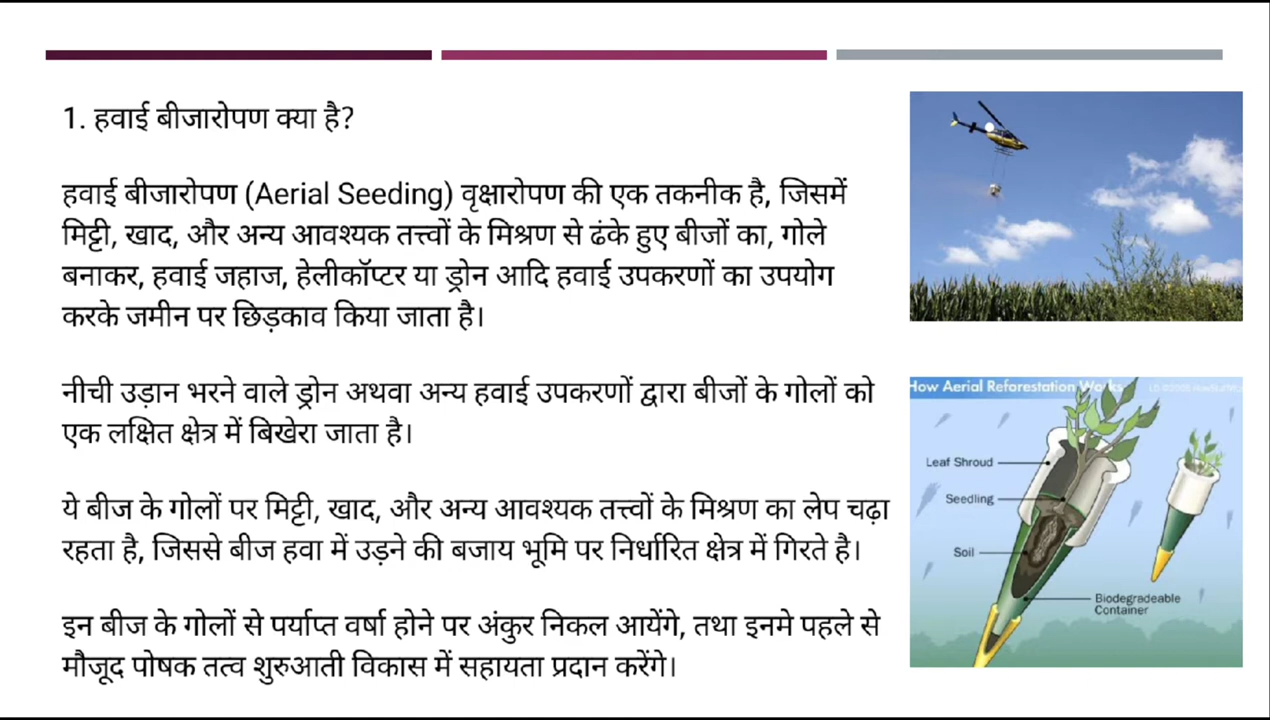 1. हवाई बीजारोपण क्या है?
हवाई बीजारोपण (Aerial Seeding) वृक्षारोपण की एक तकनीक है, जिसमें
मिट्टी, खाद, और अन्य आवश्यक तत्त्वों के मिश्रण से ढंके हुए बीजों का, गोले
बनाकर, हवाई जहाज, हेलीकॉप्टर या ड्रोन आदि हवाई उपकरणों का उपयोग
करके जमीन पर छिड़काव किया जाता है।
नीची उड़ान भरने वाले ड्रोन अथवा अन्य हवाई उपकरणों द्वारा बीजों के गोलों को
एक लक्षित क्षेत्र में बिखेरा जाता है।
ये बीज के गोलों पर मिट्टी, खाद, और अन्य आवश्यक तत्त्वों के मिश्रण का लेप चढ़ा
रहता है, जिससे बीज हवा में उड़ने की बजाय भूमि पर निर्धारित क्षेत्र में गिरते है।
इन बीज के गोलों से पर्याप्त वर्षा होने पर अंकुर निकल आयेंगे, तथा इनमे पहले से
मौजूद पोषक तत्व शुरुआती विकास में सहायता प्रदान करेंगे।
How Aerial Reforestation Works
Leaf Shroud
Seedling
Soil
Biodegradeable
Container